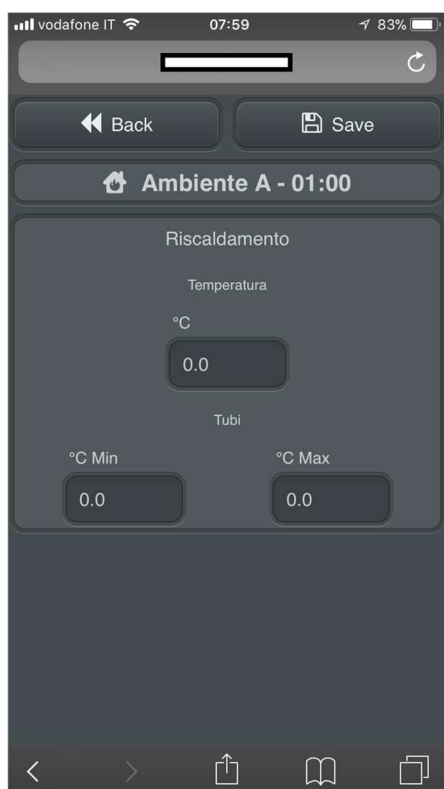 vodafone IT 07:59 83%
Back Save
Ambiente A - 01:00
Riscaldamento
Temperatura
°C
0.0
Tubi
°C Min °C Max
0.0 0.0